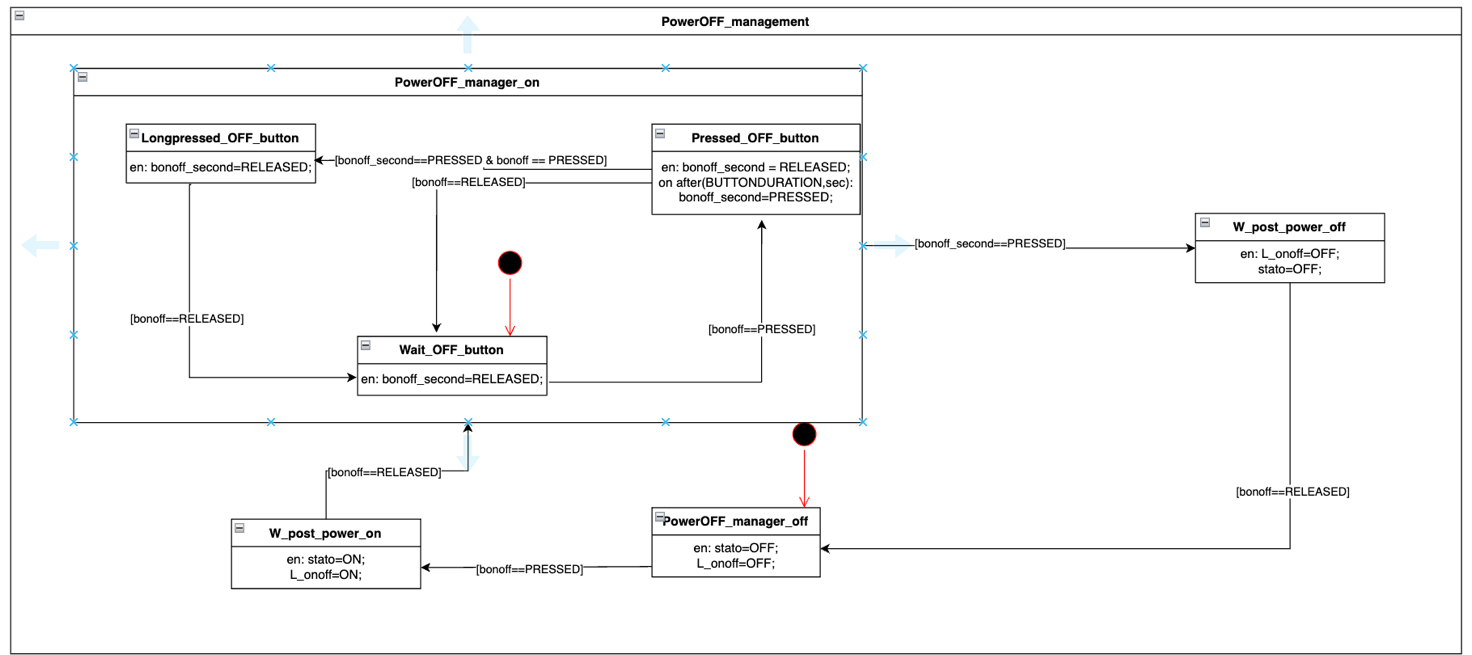 PowerOFF_management
PowerOFF_manager_on
Longpressed_OFF_button
en: bonoff_second=RELEASED;
[bonoff_second==PRESSED & bonoff == PRESSED]
[bonoff==RELEASED]
Pressed_OFF_button
en: bonoff_second = RELEASED;
on after(BUTTONDURATION,sec):
bonoff_second=PRESSED;
[bonoff_second==PRESSED]
W_post_power_off
en: L_onoff=OFF;
stato=OFF;
[bonoff==RELEASED]
[bonoff==PRESSED]
Wait_OFF_button
en: bonoff_second=RELEASED;
[bonoff==RELEASED]
[bonoff==RELEASED]
W_post_power_on
en: stato=ON;
L_onoff=ON;
[bonoff==PRESSED]
PowerOFF_manager_off
en: stato=OFF;
L_onoff=OFF;